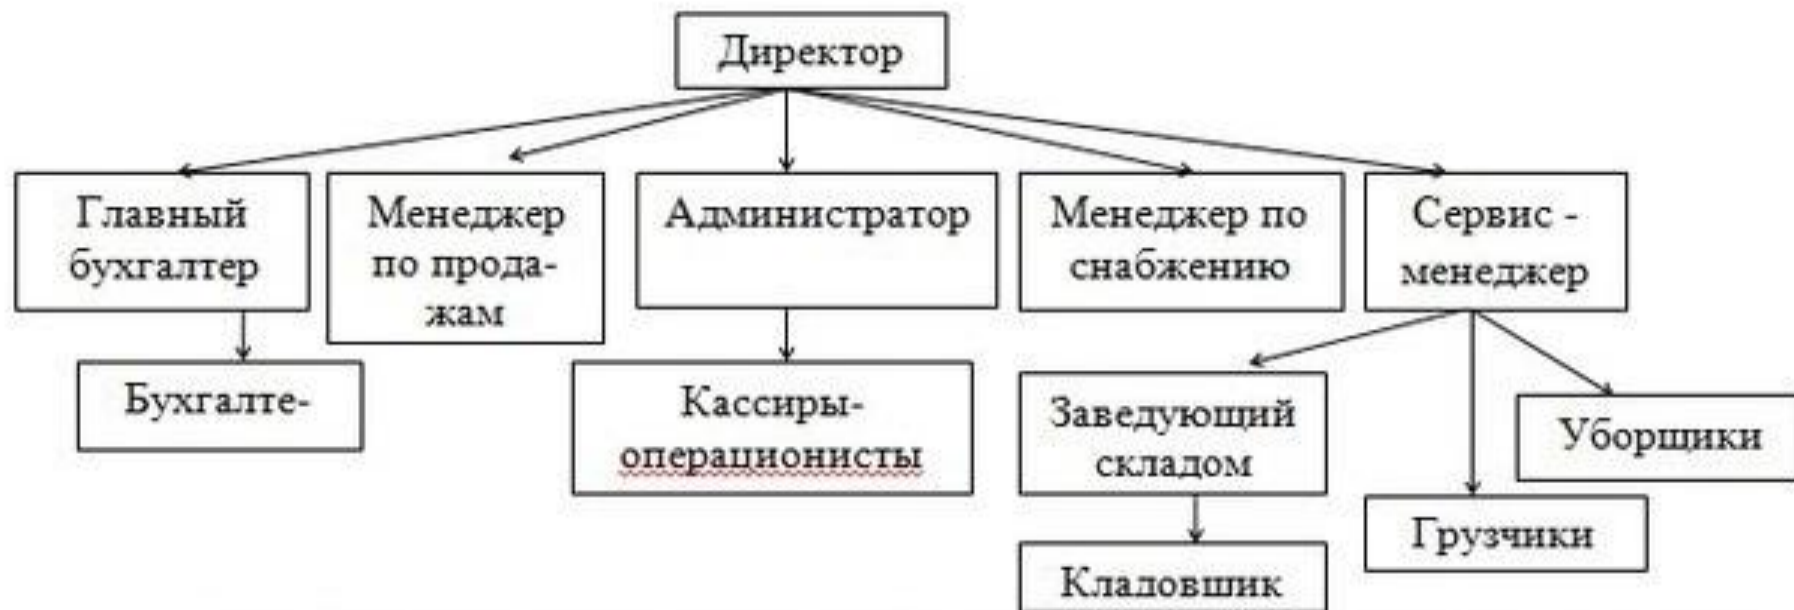 Директор
Главный
бухгалтер
Менеджер
по прода-
жам
Администратор
Менеджер по
снабжению
Сервис -
менеджер
Бухгалте-
Кассиры-
операционисты
Заведующий
складом
Уборщики
Грузчики
Кладовшик